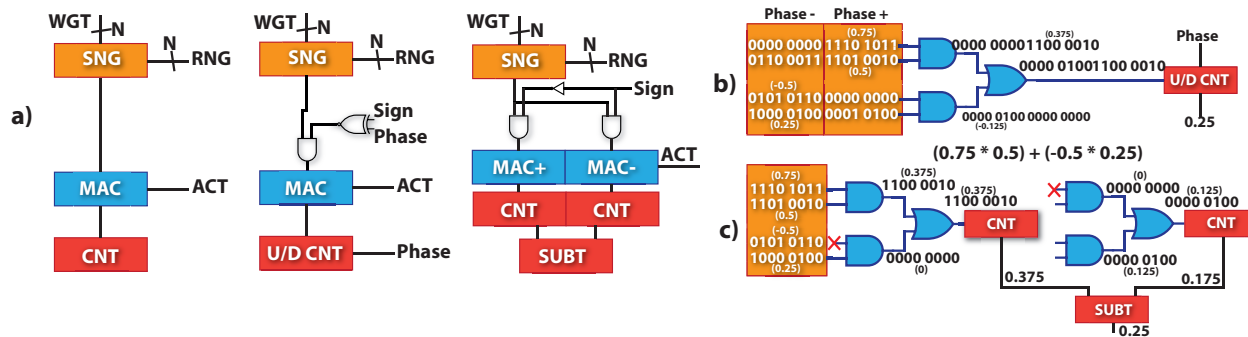 a)
WGT
N
SNG
N
RNG
MAC
ACT
CNT
WGT
N
SNG
N
RNG
Sign
Phase
MAC
ACT
U/D CNT
Phase
WGT
N
SNG
N
RNG
Sign
MAC+
MAC-
ACT
CNT
CNT
SUBT
b)
Phase -
Phase +
(0.75)
0000 0000
1110 1011
0110 0011
1101 0010
(0.5)
(-0.5)
0101 0110
0000 0000
1000 0100
0001 0100
(0.25)
(0.375)
0000 0000 1100 0010
0000 0100 1100 0010
0000 0100 0000 0000
(-0.125)
Phase
U/D CNT
0.25
(0.75 * 0.5) + (-0.5 * 0.25)
c)
(0.75)
1110 1011
1101 0010
(0.5)
(-0.5)
0101 0110
1000 0100
(0.25)
(0.375)
1100 0010
0000 0000
(0)
(0.375)
1100 0010
CNT
0.375
(0)
0000 0000
0000 0100
(0.125)
(0.125)
0000 0100
CNT
0.175
SUBT
0.25